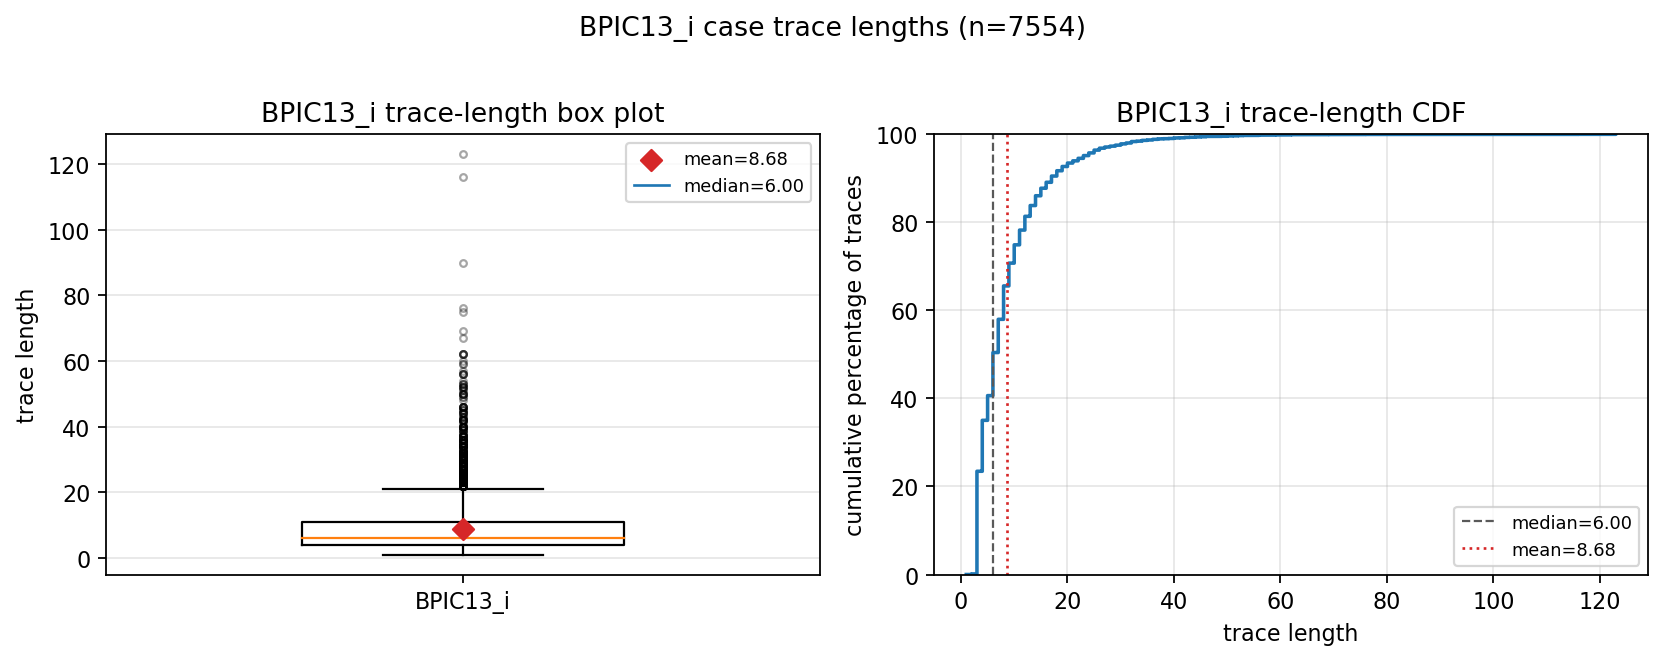 BPIC13_i case trace lengths (n=7554)
BPIC13_i trace-length box plot
trace length
120
100
80
60
40
20
0
mean=8.68
median=6.00
BPIC13_i
BPIC13_i trace-length CDF
cumulative percentage of traces
100
80
60
40
20
0
median=6.00
mean=8.68
0 20 40 60 80 100 120
trace length